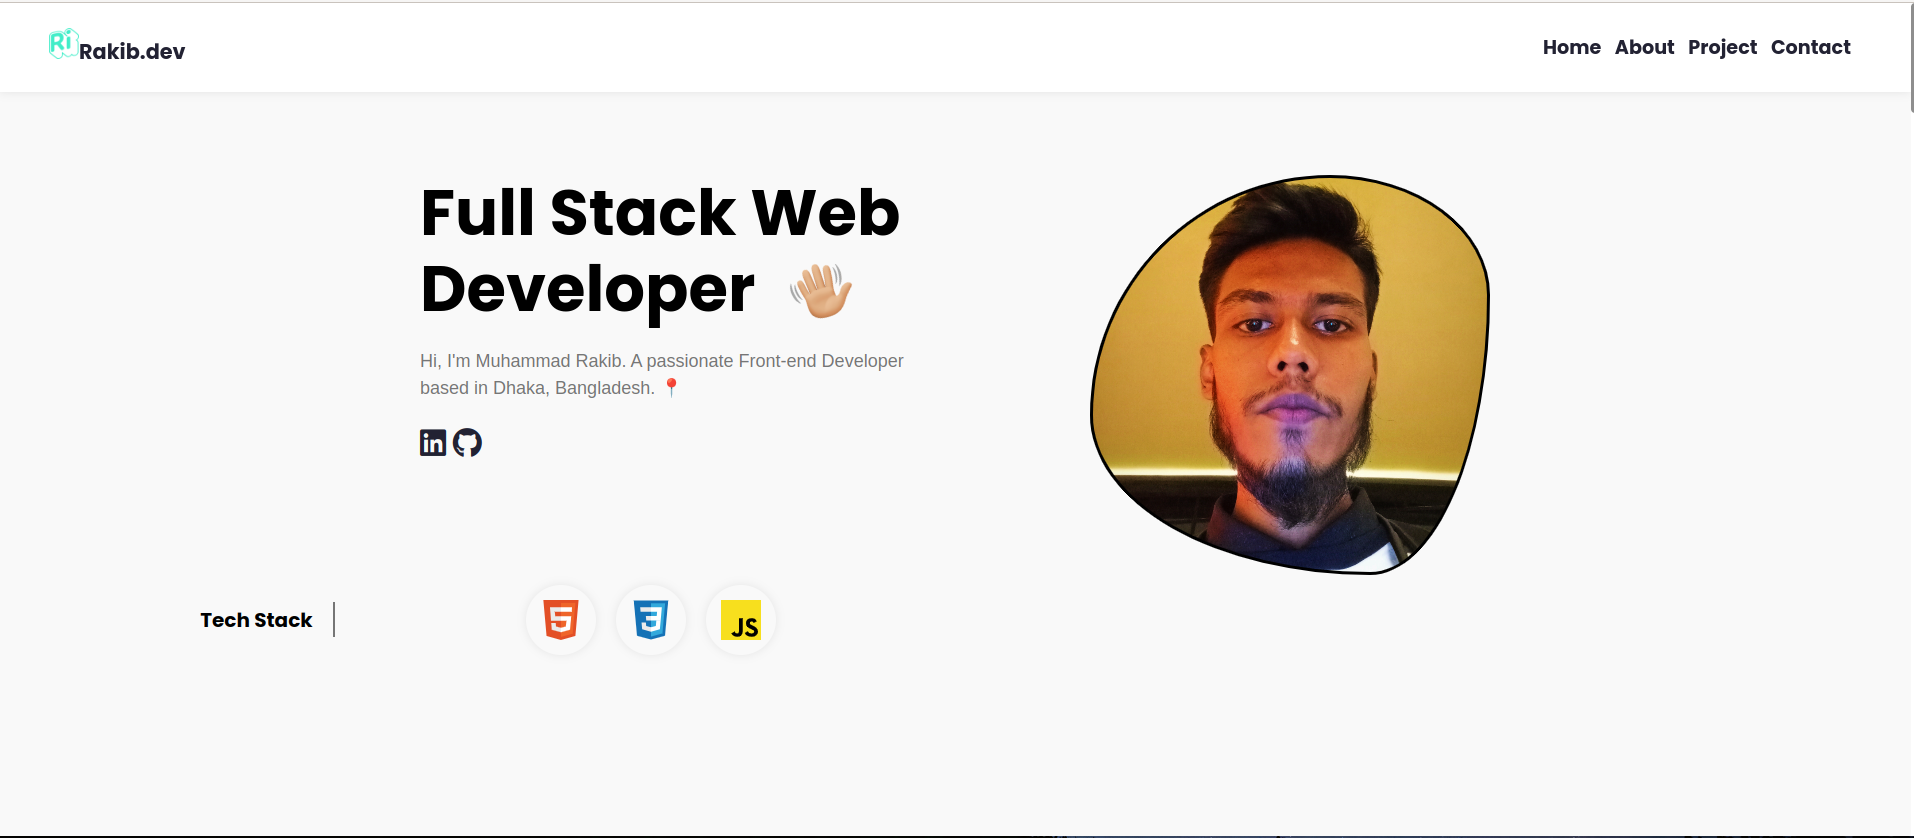 Ri Rakib.dev
Home About Project Contact
Full Stack Web
Developer 👋🏼
Hi, I'm Muhammad Rakib. A passionate Front-end Developer
based in Dhaka, Bangladesh. 📍
in
Tech Stack
5
3
JS